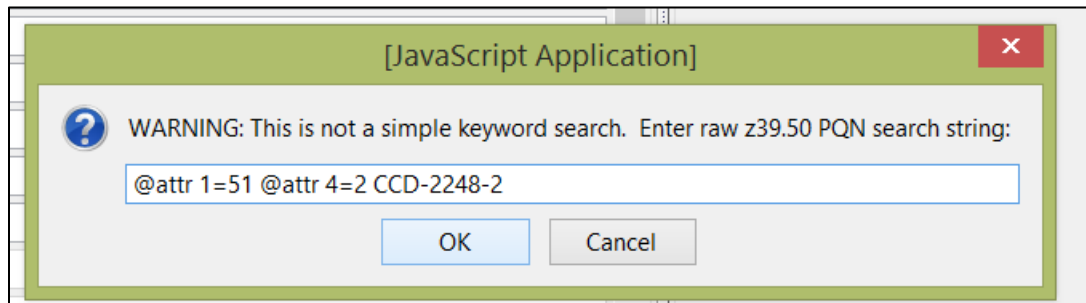 [JavaScript Application]
WARNING: This is not a simple keyword search.  Enter raw z39.50 PQN search string:
@attr 1=51 @attr 4=2 CCD-2248-2
OK Cancel